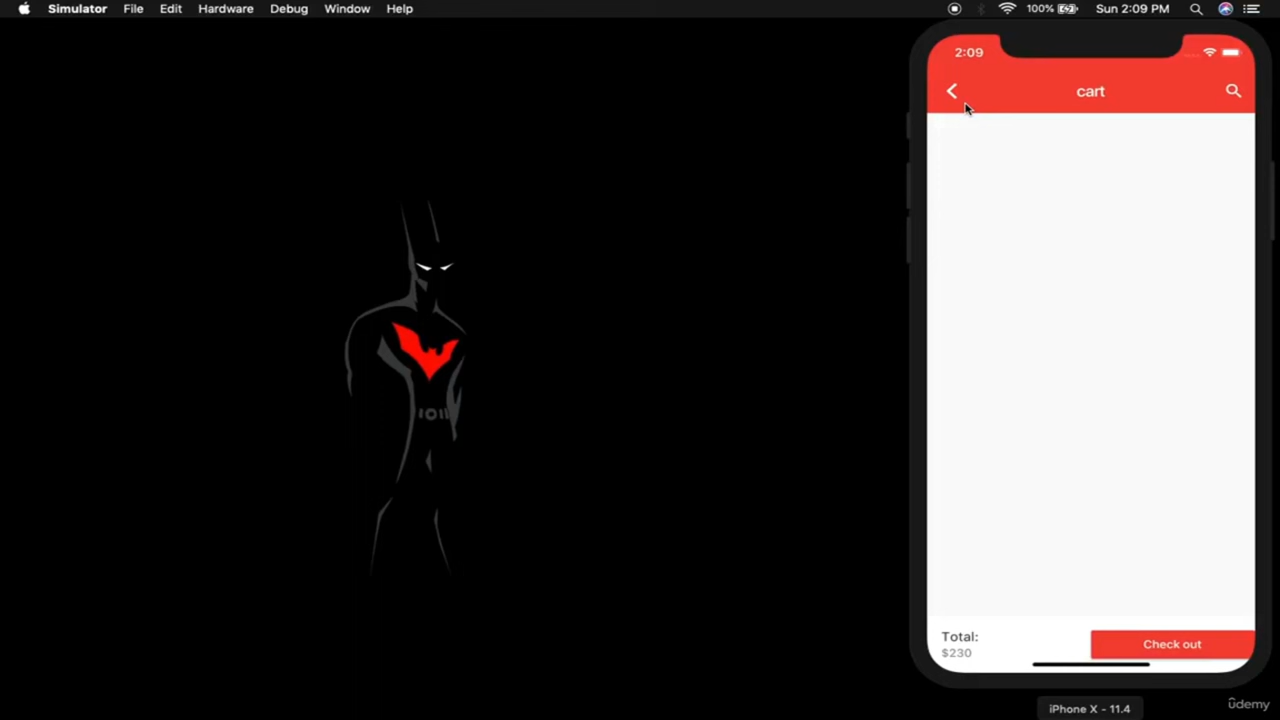 Simulator File Edit Hardware Debug Window Help 100% Sun 2:09 PM
2:09
cart
Total:
$230
Check out
iPhone X - 11.4
ûdemy